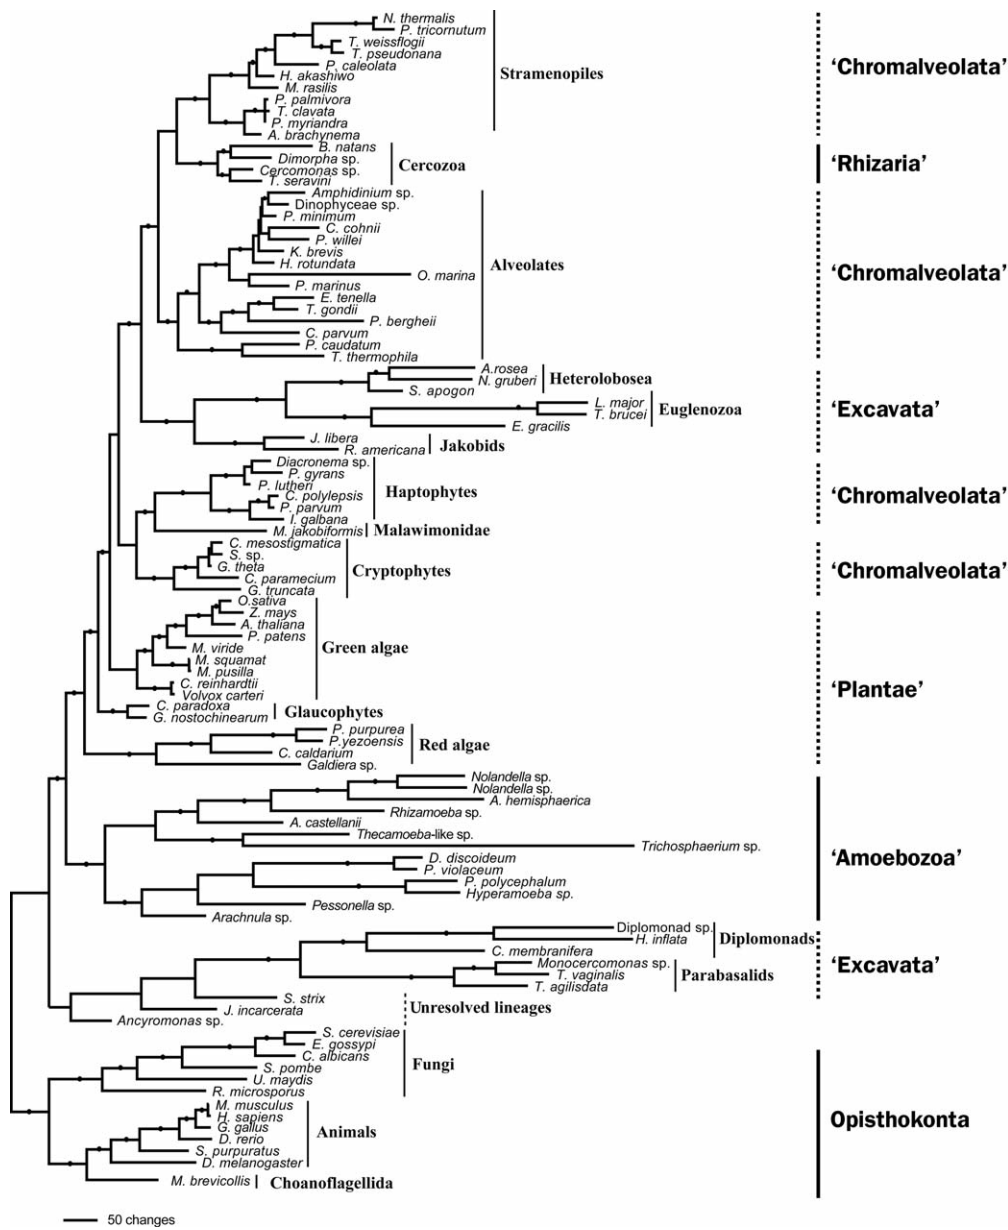 N. thermalis
P. tricornutum
T. weissflogii
T. pseudonana
P. caleolata
H. akashiwo
M. rasilis
P. palmivora
T. clavata
P. myriandra
A. brachynema
Stramenopiles
‘Chromalveolata’
B. natans
Dimorpha sp.
Cercomonas sp.
T. seravini
Cercozoa
‘Rhizaria’
Amphidinium sp.
Dinophyceae sp.
P. minimum
C. cohnii
P. willei
K. brevis
H. rotundata
O. marina
P. marinus
E. tenella
T. gondii
P. bergheii
C. parvum
P. caudatum
T. thermophila
Alveolates
‘Chromalveolata’
A.rosea
N. gruberi
S. apogon
Heterolobosea
L. major
T. brucei
E. gracilis
Euglenozoa
J. libera
R. americana
Jakobids
‘Excavata’
Diacronema sp.
P. gyrans
P. lutheri
C. polylepsis
P. parvum
I. galbana
Haptophytes
‘Chromalveolata’
M. jakobiformis
Malawimonidae
C. mesostigmatica
S. sp.
G. theta
C. paramecium
G. truncata
Cryptophytes
‘Chromalveolata’
O.sativa
Z. mays
A. thaliana
P. patens
M. viride
M. squamat
M. pusilla
C. reinhardtii
Volvox carteri
Green algae
C. paradoxa
G. nostochinearum
Glaucophytes
P. purpurea
P.yezoensis
C. caldarium
Galdiera sp.
Red algae
‘Plantae’
Nolandella sp.
Nolandella sp.
A. hemisphaerica
Rhizamoeba sp.
A. castellanii
Thecamoeba-like sp.
Trichosphaerium sp.
D. discoideum
P. violaceum
P. polycephalum
Hyperamoeba sp.
Pessonella sp.
Arachnula sp.
‘Amoebozoa’
Diplomonad sp.
H. inflata
C. membranifera
Diplomonads
Monocercomonas sp.
T. vaginalis
T. agilisdata
Parabasalids
‘Excavata’
S. strix
J. incarcerata
Ancyromonas sp.
Unresolved lineages
S. cerevisiae
E. gossypi
C. albicans
S. pombe
U. maydis
R. microsporus
Fungi
M. musculus
H. sapiens
G. gallus
D. rerio
S. purpuratus
D. melanogaster
Animals
M. brevicollis
Choanoflagellida
Opisthokonta
50 changes